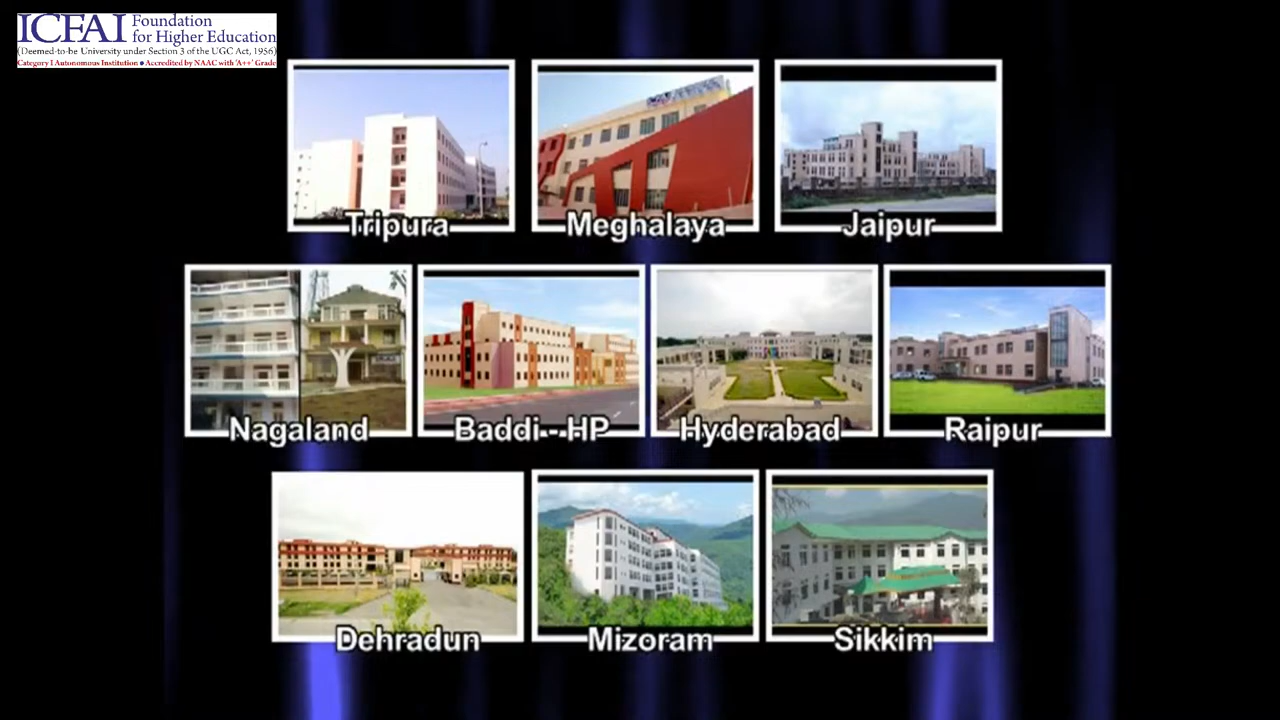 ICFAI Foundation
for Higher Education
(Deemed-to-be University under Section 3 of the UGC Act, 1956)
Category I Autonomous Institution ● Accredited by NAAC with 'A++' Grade
Tripura
Meghalaya
Jaipur
Nagaland
Baddi - HP
Hyderabad
Raipur
Dehradun
Mizoram
Sikkim